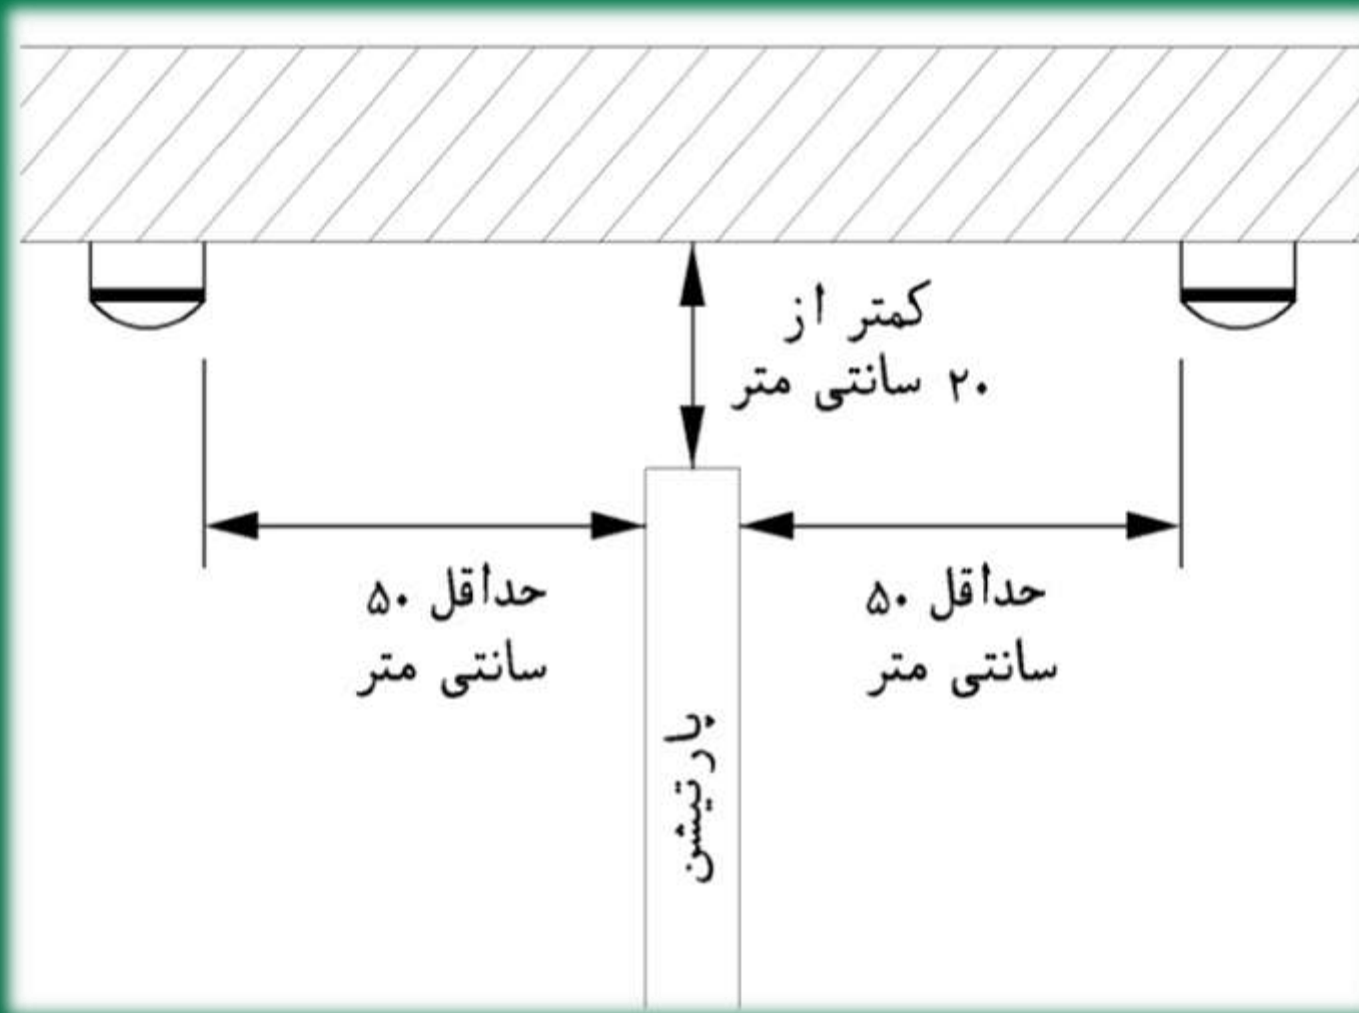 کمتر از
۲۰ سانتی متر
حداقل ۵۰
سانتی متر
حداقل ۵۰
سانتی متر
پارتیشن